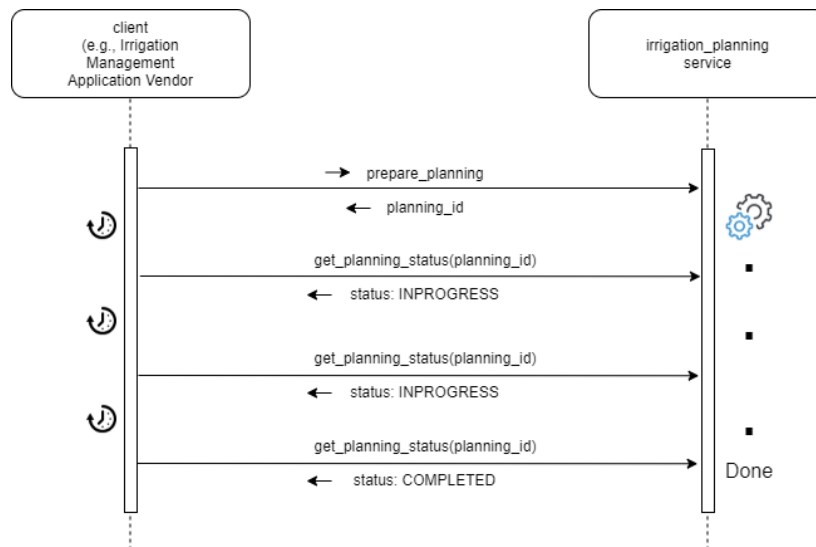 client
(e.g., Irrigation
Management
Application Vendor
irrigation_planning
service
prepare_planning
planning_id
get_planning_status(planning_id)
status: INPROGRESS
get_planning_status(planning_id)
status: INPROGRESS
get_planning_status(planning_id)
status: COMPLETED
Done